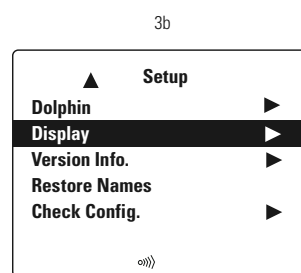 3b
▲ Setup
Dolphin ▶
Display ▶
Version Info. ▶
Restore Names
Check Config. ▶